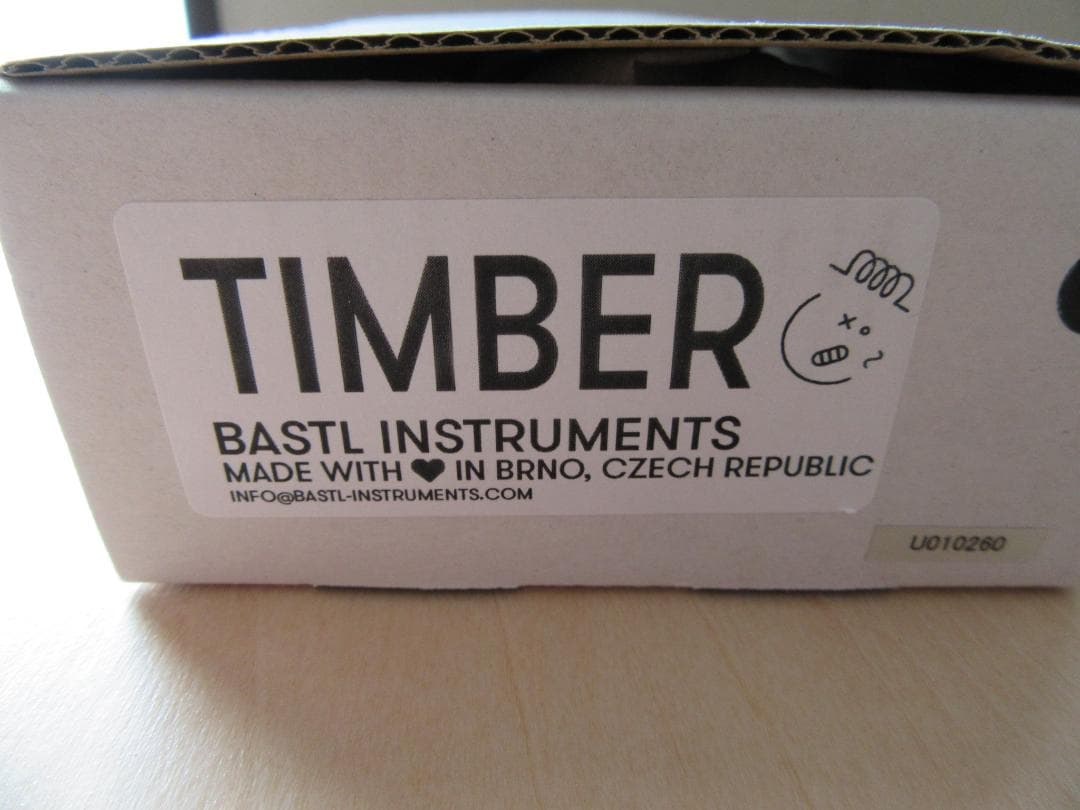 TIMBER
BASTL INSTRUMENTS
MADE WITH ♥ IN BRNO, CZECH REPUBLIC
INFO@BASTL-INSTRUMENTS.COM
U010260